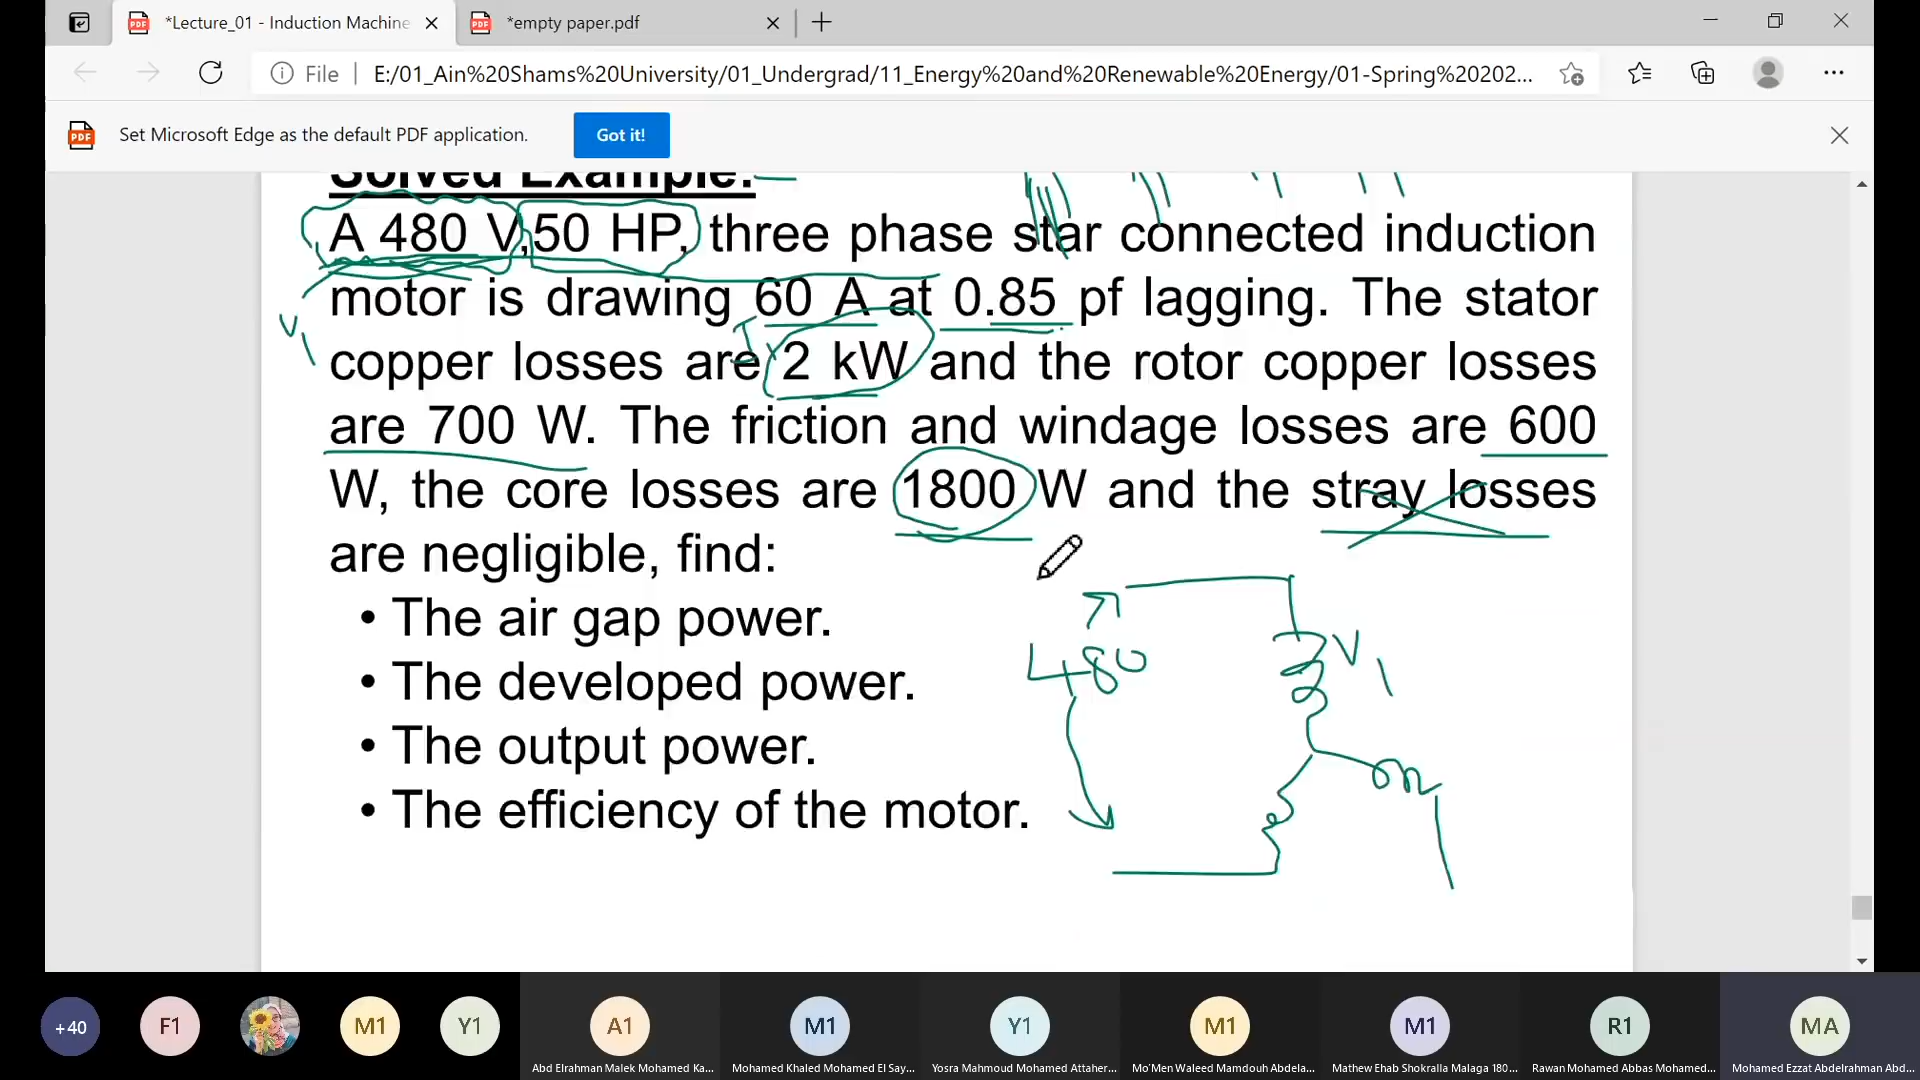 *Lecture_01 - Induction Machine
*empty paper.pdf
File
E:/01_Ain%20Shams%20University/01_Undergrad/11_Energy%20and%20Renewable%20Energy/01-Spring%20202...
Set Microsoft Edge as the default PDF application.
Got it!
Solved Example:
A 480 V,50 HP, three phase star connected induction
motor is drawing 60 A at 0.85 pf lagging. The stator
copper losses are 2 kW and the rotor copper losses
are 700 W. The friction and windage losses are 600
W, the core losses are 1800 W and the stray losses
are negligible, find:
• The air gap power.
• The developed power.
• The output power.
• The efficiency of the motor.
V1
I
480
V1
+40
F1
M1
Y1
A1
M1
Y1
M1
M1
R1
MA
Abd Elrahman Malek Mohamed Ka...
Mohamed Khaled Mohamed El Say...
Yosra Mahmoud Mohamed Attaher...
Mo'Men Waleed Mamdouh Abdela...
Mathew Ehab Shokralla Malaga 180...
Rawan Mohamed Abbas Mohamed...
Mohamed Ezzat Abdelrahman Abd...